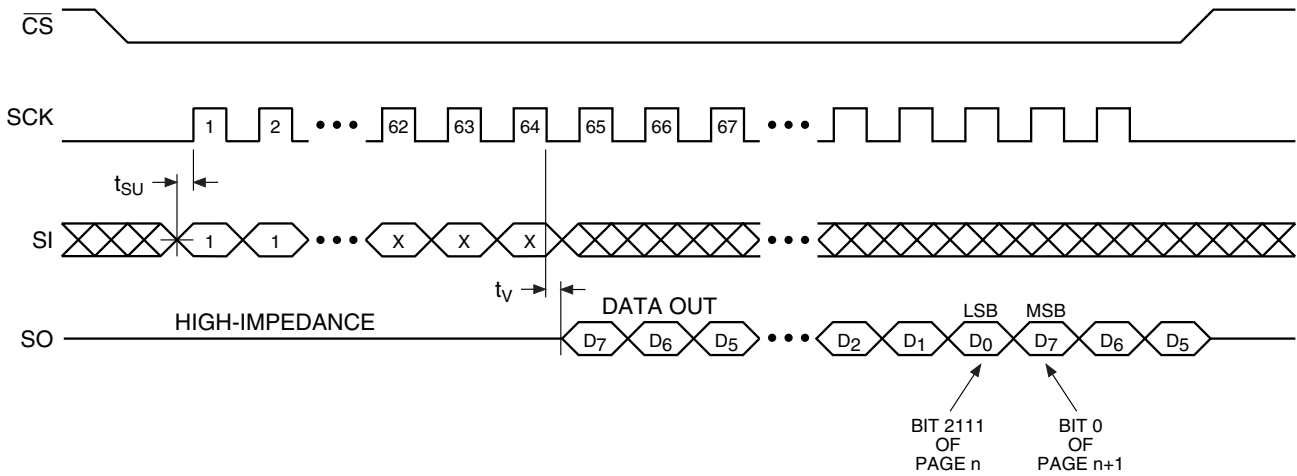 CS
SCK 1 2 ••• 62 63 64 65 66 67 •••
tSU
SI 1 1 ••• X X X •••
tV
DATA OUT
LSB MSB
HIGH-IMPEDANCE
SO D7 D6 D5 ••• D2 D1 D0 D7 D6 D5
BIT 2111
OF
PAGE n
BIT 0
OF
PAGE n+1